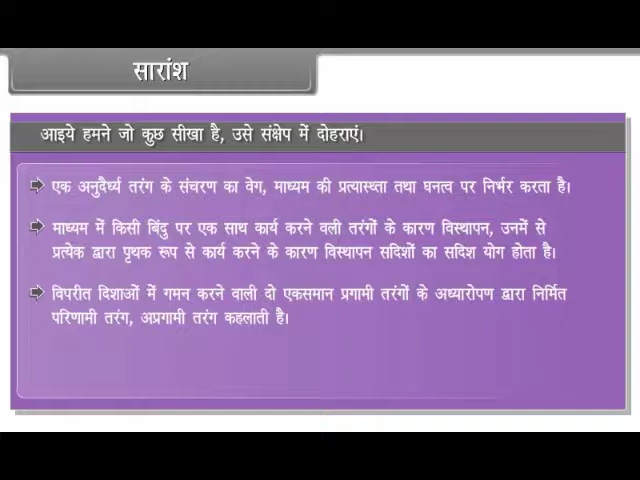 सारांश
आइये हमने जो कुछ सीखा है, उसे संक्षेप में दोहराएं।
एक अनुदैर्ध्य तरंग के संचरण का वेग, माध्यम की प्रत्यास्थता तथा घनत्व पर निर्भर करता है।
माध्यम में किसी बिंदु पर एक साथ कार्य करने वली तरंगों के कारण विस्थापन, उनमें से
प्रत्येक द्वारा पृथक रूप से कार्य करने के कारण विस्थापन सदिशों का सदिश योग होता है।
विपरीत दिशाओं में गमन करने वाली दो एकसमान प्रगामी तरंगों के अध्यारोपण द्वारा निर्मित
परिणामी तरंग, अप्रगामी तरंग कहलाती है।